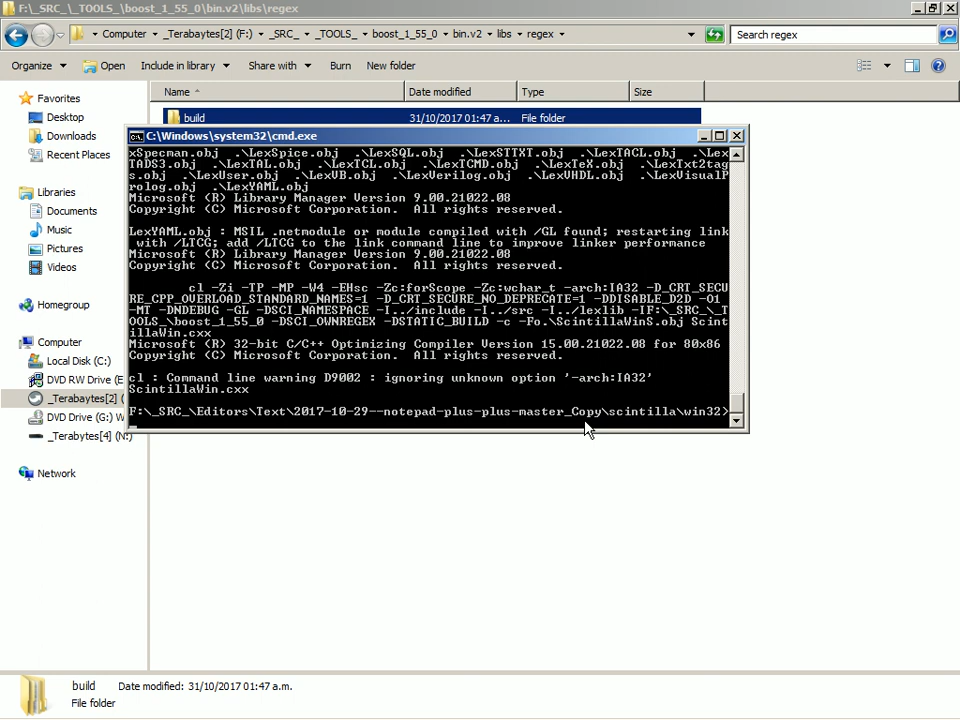 F:\_SRC_\_TOOLS_\boost_1_55_0\bin.v2\libs\regex
Computer ▸ _Terabaytes[2] (F:) ▸ _SRC_ ▸ _TOOLS_ ▸ boost_1_55_0 ▸ bin.v2 ▸ libs ▸ regex
Search regex
Organize Open Include in library Share with Burn New folder
Name Date modified Type Size
build 31/10/2017 01:47 a... File folder
Favorites
Desktop
Downloads
Recent Places
Libraries
Documents
Music
Pictures
Videos
Homegroup
Computer
Local Disk (C:)
DVD RW Drive (E
_Terabaytes[2] (
DVD Drive (G:) W
_Terabytes[4] (N:)
Network
C:\Windows\system32\cmd.exe
xSpecman.obj .\LexSpice.obj .\LexSQL.obj .\LexSTTXT.obj .\LexTACL.obj .\Lex
TADS3.obj .\LexTAL.obj .\LexTCL.obj .\LexTCMD.obj .\LexTeX.obj .\LexTxt2tag
s.obj .\LexUser.obj .\LexVB.obj .\LexVerilog.obj .\LexVHDL.obj .\LexVisualP
rolog.obj .\LexYAML.obj
Microsoft (R) Library Manager Version 9.00.21022.08
Copyright (C) Microsoft Corporation.  All rights reserved.
LexYAML.obj : MSIL .netmodule or module compiled with /GL found; restarting link
 with /LTCG; add /LTCG to the link command line to improve linker performance
Microsoft (R) Library Manager Version 9.00.21022.08
Copyright (C) Microsoft Corporation.  All rights reserved.
cl -Zi -TP -MP -W4 -EHsc -Zc:forScope -Zc:wchar_t -arch:IA32 -D_CRT_SECU
RE_CPP_OVERLOAD_STANDARD_NAMES=1 -D_CRT_SECURE_NO_DEPRECATE=1 -DDISABLE_D2D -O1
-MT -DNDEBUG -GL -DSCI_NAMESPACE -I../include -I../src -I../lexlib -IF:\_SRC_\_T
OOLS_\boost_1_55_0 -DSCI_OWNREGEX -DSTATIC_BUILD -c -Fo.\ScintillaWinS.obj Scint
illaWin.cxx
Microsoft (R) 32-bit C/C++ Optimizing Compiler Version 15.00.21022.08 for 80x86
Copyright (C) Microsoft Corporation.  All rights reserved.
cl : Command line warning D9002 : ignoring unknown option '-arch:IA32'
ScintillaWin.cxx
F:\_SRC_\Editors\Text\2017-10-29--notepad-plus-plus-master_Copy\scintilla\win32>
build Date modified: 31/10/2017 01:47 a.m.
File folder